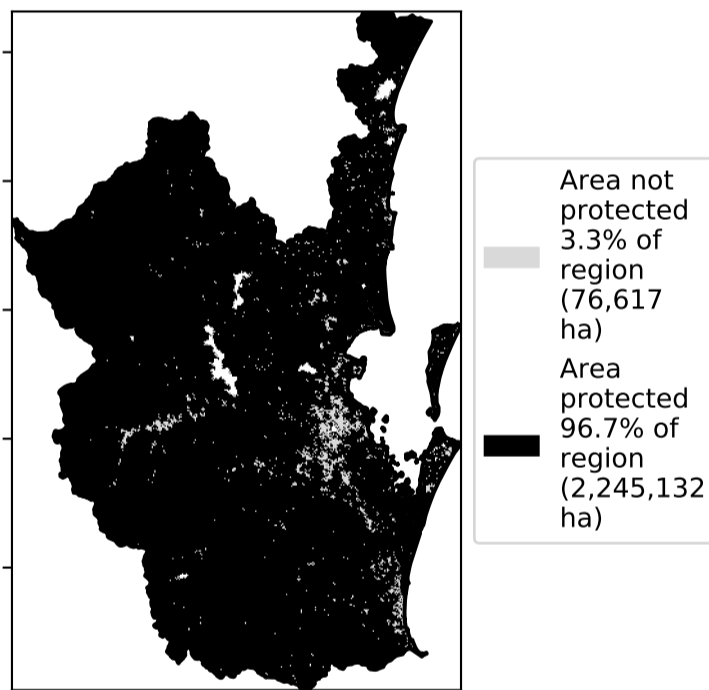 Area not
protected
3.3% of
region
(76,617
ha)
Area
protected
96.7% of
region
(2,245,132
ha)